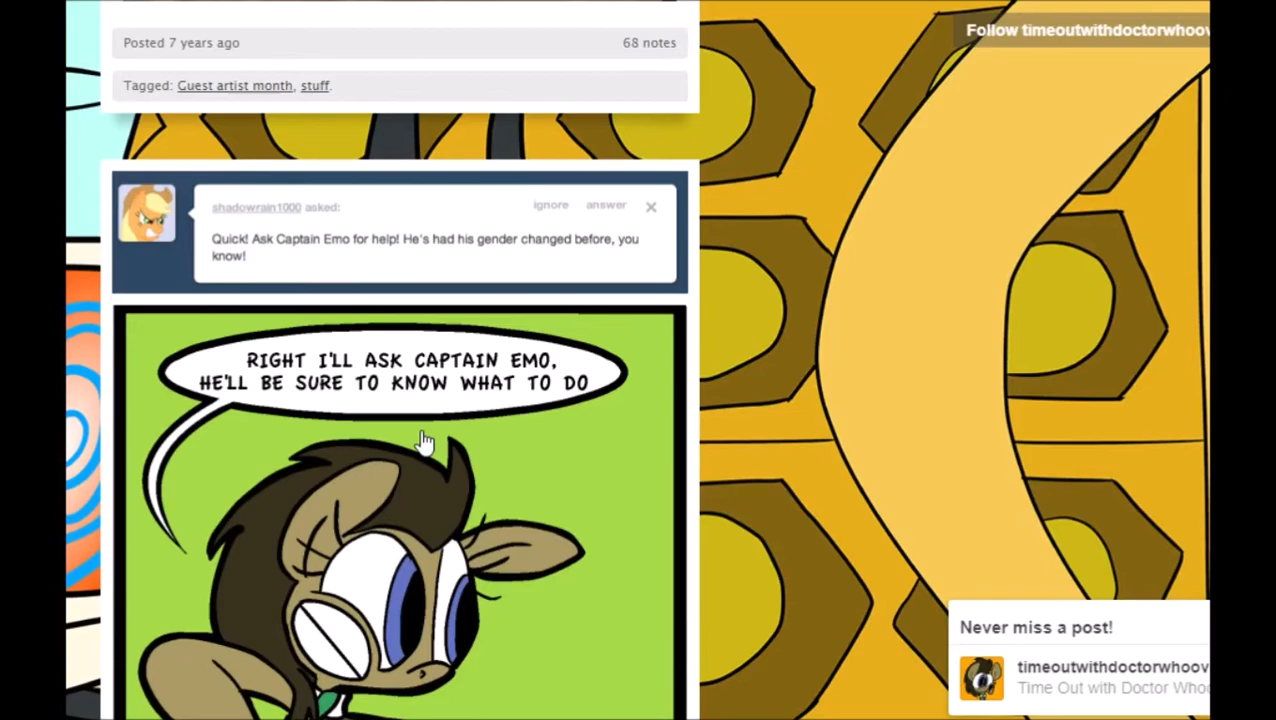 Posted 7 years ago 68 notes
Follow timeoutwithdoctorwhoov
Tagged: Guest artist month, stuff.
shadowrain1000 asked: ignore answer
Quick! Ask Captain Emo for help! He's had his gender changed before, you
know!
RIGHT I'LL ASK CAPTAIN EMO,
HE'LL BE SURE TO KNOW WHAT TO DO
Never miss a post!
timeoutwithdoctorwhoov
Time Out with Doctor Whoo